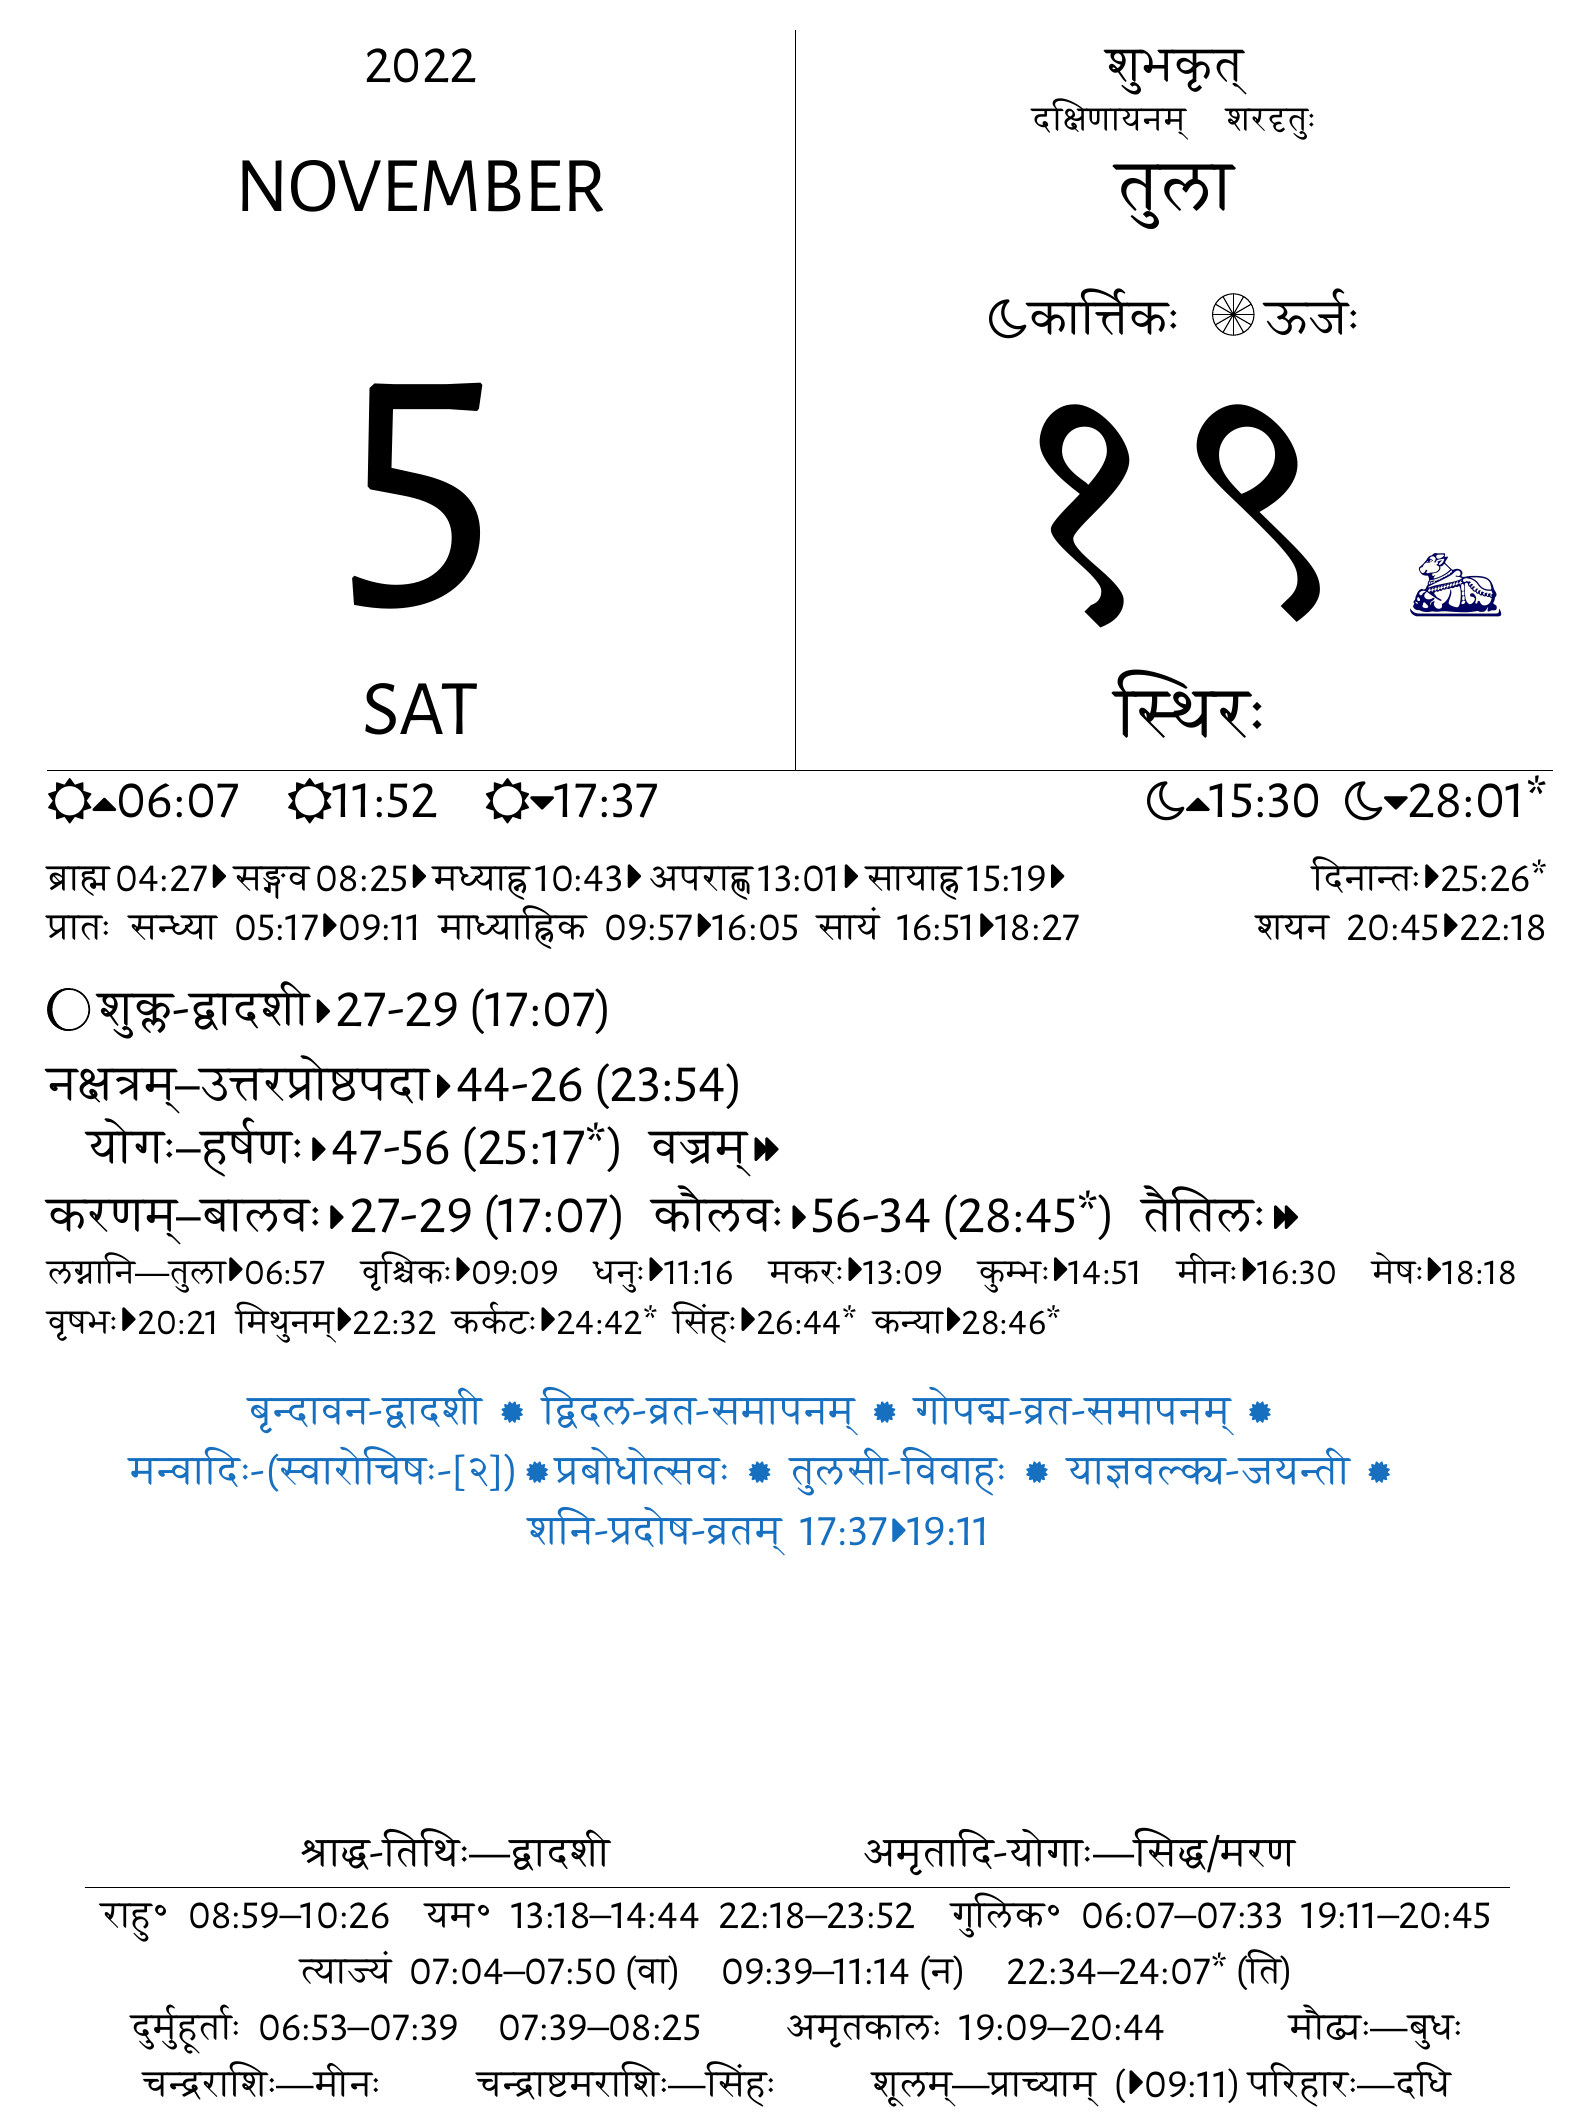 2022
NOVEMBER
5
SAT
शुभकृत्
दक्षिणायनम् शरदृतुः
तुला
कार्त्तिकः ऊर्जः
१९
स्थिरः
06:07 11:52 17:37 15:30 28:01*
ब्राह्म 04:27 सङ्गव 08:25 मध्याह्न 10:43 अपराह्ण 13:01 सायाह्न 15:19 दिनान्तः 25:26*
प्रातः सन्ध्या 05:17 09:11 माध्याह्निक 09:57 16:05 सायं 16:51 18:27 शयन 20:45 22:18
शुक्ल-द्वादशी 27-29 (17:07)
नक्षत्रम्–उत्तरप्रोष्ठपदा 44-26 (23:54)
योगः–हर्षणः 47-56 (25:17*) वज्रम्
करणम्–बालवः 27-29 (17:07) कौलवः 56-34 (28:45*) तैतिलः
लग्नानि—तुला 06:57 वृश्चिकः 09:09 धनुः 11:16 मकरः 13:09 कुम्भः 14:51 मीनः 16:30 मेषः 18:18
वृषभः 20:21 मिथुनम् 22:32 कर्कटः 24:42* सिंहः 26:44* कन्या 28:46*
बृन्दावन-द्वादशी द्विदल-व्रत-समापनम् गोपद्म-व्रत-समापनम्
मन्वादिः-(स्वारोचिषः-[२]) प्रबोधोत्सवः तुलसी-विवाहः याज्ञवल्क्य-जयन्ती
शनि-प्रदोष-व्रतम् 17:37 19:11
श्राद्ध-तिथिः—द्वादशी अमृतादि-योगाः—सिद्ध/मरण
राहु॰ 08:59–10:26 यम॰ 13:18–14:44 22:18–23:52 गुलिक॰ 06:07–07:33 19:11–20:45
त्याज्यं 07:04–07:50 (वा) 09:39–11:14 (न) 22:34–24:07* (ति)
दुर्मुहूर्ताः 06:53–07:39 07:39–08:25 अमृतकालः 19:09–20:44 मौढ्यः—बुधः
चन्द्रराशिः—मीनः चन्द्राष्टमराशिः—सिंहः शूलम्—प्राच्याम् (09:11) परिहारः—दधि